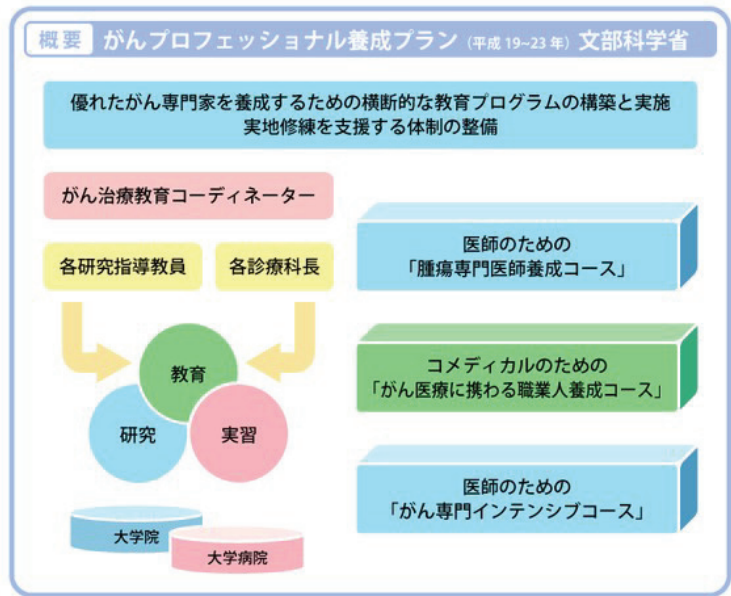 概要 がんプロフェッショナル養成プラン（平成 19~23 年）文部科学省
優れたがん専門家を養成するための横断的な教育プログラムの構築と実施
実地修練を支援する体制の整備
がん治療教育コーディネーター
各研究指導教員
各診療科長
教育
研究
実習
大学院
大学病院
医師のための
「腫瘍専門医師養成コース」
コメディカルのための
「がん医療に携わる職業人養成コース」
医師のための
「がん専門インテンシブコース」